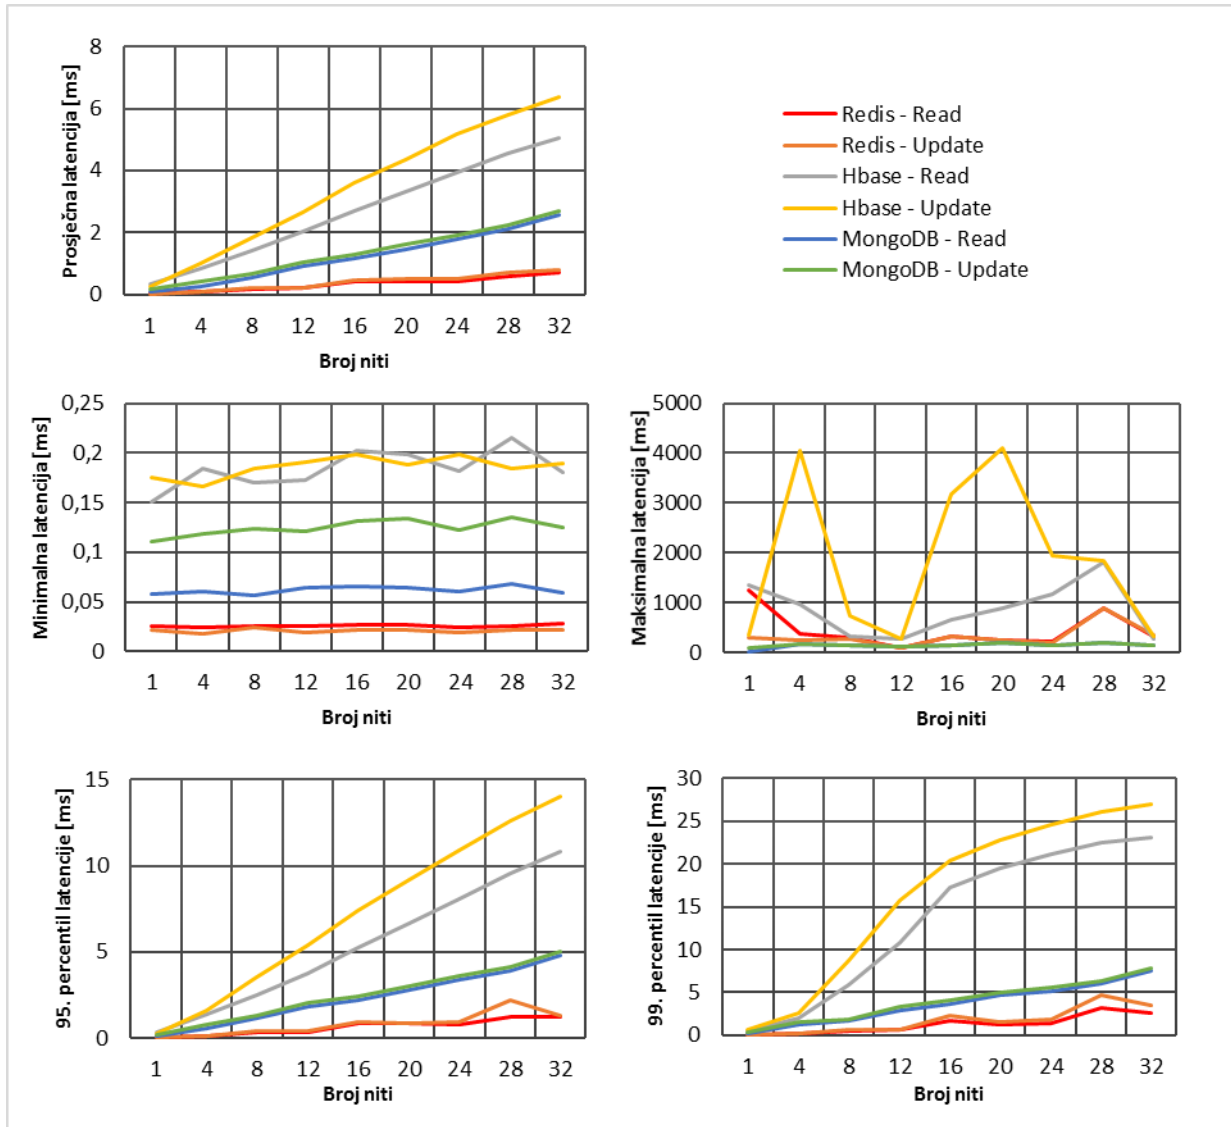 Prosječna latencija [ms]
8
6
4
2
0
1 4 8 12 16 20 24 28 32
Broj niti
Redis - Read
Redis - Update
Hbase - Read
Hbase - Update
MongoDB - Read
MongoDB - Update
Minimalna latencija [ms]
0,25
0,2
0,15
0,1
0,05
0
1 4 8 12 16 20 24 28 32
Broj niti
Maksimalna latencija [ms]
5000
4000
3000
2000
1000
0
1 4 8 12 16 20 24 28 32
Broj niti
95. percentil latencije [ms]
15
10
5
0
1 4 8 12 16 20 24 28 32
Broj niti
99. percentil latencije [ms]
30
25
20
15
10
5
0
1 4 8 12 16 20 24 28 32
Broj niti